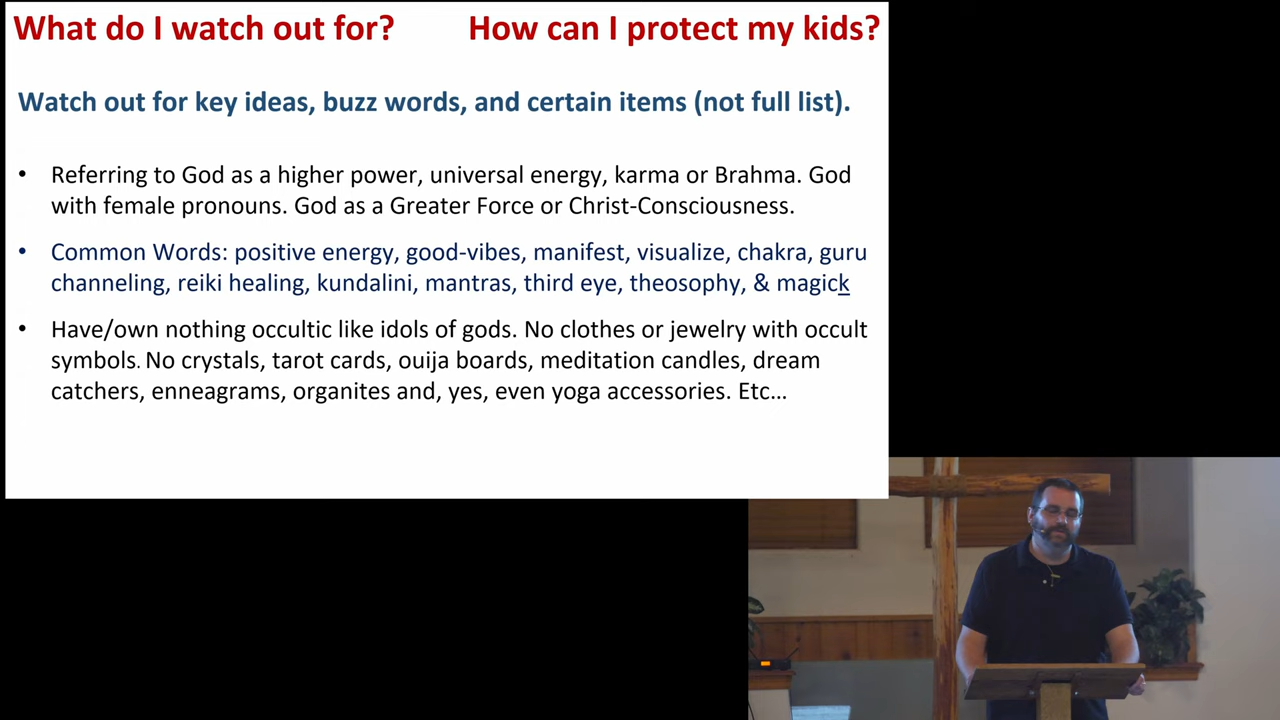 What do I watch out for? How can I protect my kids?
Watch out for key ideas, buzz words, and certain items (not full list).
• Referring to God as a higher power, universal energy, karma or Brahma. God
with female pronouns. God as a Greater Force or Christ-Consciousness.
• Common Words: positive energy, good-vibes, manifest, visualize, chakra, guru
channeling, reiki healing, kundalini, mantras, third eye, theosophy, & magick
• Have/own nothing occultic like idols of gods. No clothes or jewelry with occult
symbols. No crystals, tarot cards, ouija boards, meditation candles, dream
catchers, enneagrams, organites and, yes, even yoga accessories. Etc...